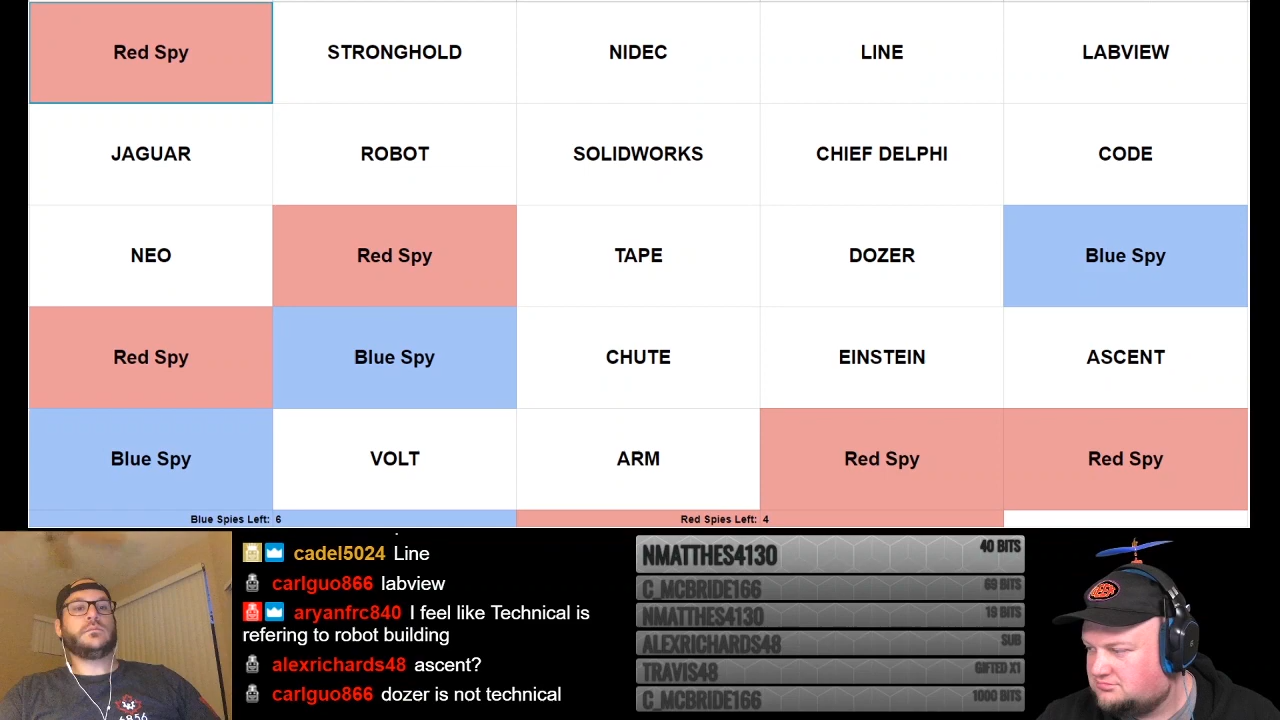 Red Spy STRONGHOLD NIDEC LINE LABVIEW
JAGUAR ROBOT SOLIDWORKS CHIEF DELPHI CODE
NEO Red Spy TAPE DOZER Blue Spy
Red Spy Blue Spy CHUTE EINSTEIN ASCENT
Blue Spy VOLT ARM Red Spy Red Spy
Blue Spies Left: 6 Red Spies Left: 4
cadel5024 Line
carlguo866 labview
aryanfrc840 I feel like Technical is
refering to robot building
alexrichards48 ascent?
carlguo866 dozer is not technical
NMATTHES4130 40 BITS
C_MCBRIDE166 69 BITS
NMATTHES4130 19 BITS
ALEXRICHARDS48 SUB
TRAVIS48 GIFTED X1
C_MCBRIDE166 1000 BITS
6856